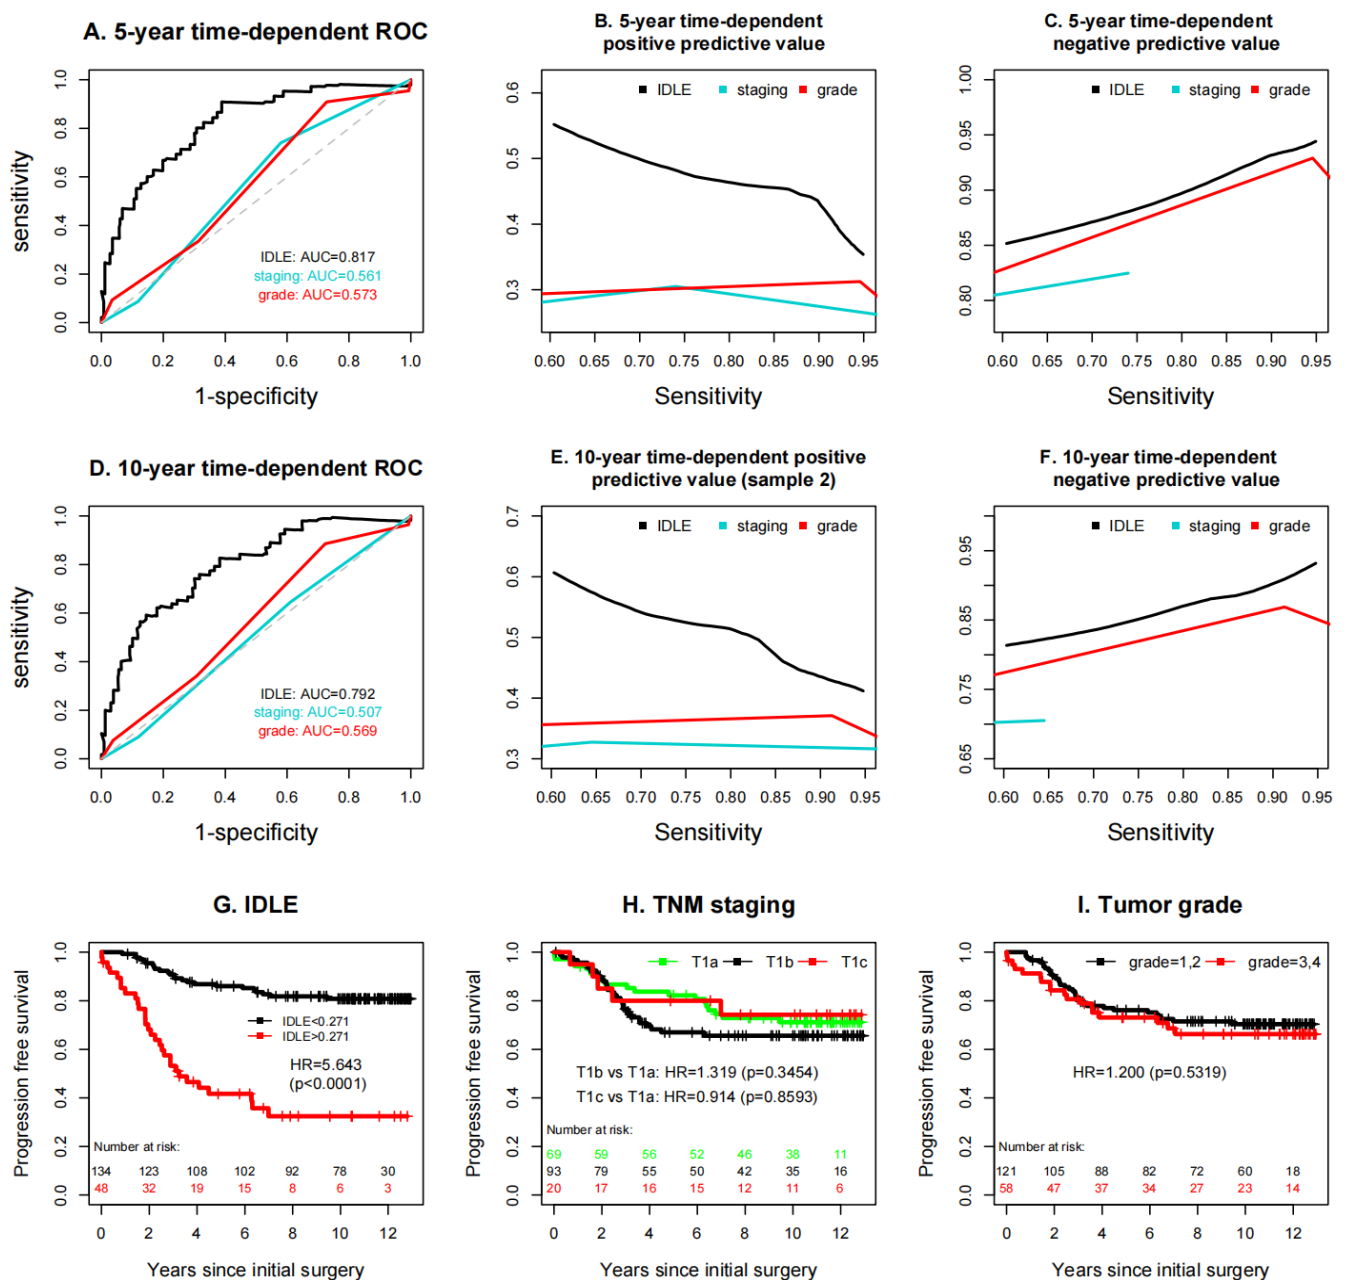 A. 5-year time-dependent ROC
sensitivity
0.0 0.2 0.4 0.6 0.8 1.0
IDLE: AUC=0.817
staging: AUC=0.561
grade: AUC=0.573
0.0 0.2 0.4 0.6 0.8 1.0
1-specificity
B. 5-year time-dependent
positive predictive value
IDLE staging grade
0.3 0.4 0.5 0.6
0.60 0.65 0.70 0.75 0.80 0.85 0.90 0.95
Sensitivity
C. 5-year time-dependent
negative predictive value
IDLE staging grade
0.80 0.85 0.90 0.95 1.00
0.60 0.65 0.70 0.75 0.80 0.85 0.90 0.95
Sensitivity
D. 10-year time-dependent ROC
sensitivity
0.0 0.2 0.4 0.6 0.8 1.0
IDLE: AUC=0.792
staging: AUC=0.507
grade: AUC=0.569
0.0 0.2 0.4 0.6 0.8 1.0
1-specificity
E. 10-year time-dependent positive
predictive value (sample 2)
IDLE staging grade
0.3 0.4 0.5 0.6 0.7
0.60 0.65 0.70 0.75 0.80 0.85 0.90 0.95
Sensitivity
F. 10-year time-dependent
negative predictive value
IDLE staging grade
0.65 0.75 0.85 0.95
0.60 0.65 0.70 0.75 0.80 0.85 0.90 0.95
Sensitivity
G. IDLE
Progression free survival
0.0 0.2 0.4 0.6 0.8 1.0
IDLE<0.271
IDLE>0.271
HR=5.643
(p<0.0001)
Number at risk:
134 123 108 102 92 78 30
48 32 19 15 8 6 3
0 2 4 6 8 10 12
Years since initial surgery
H. TNM staging
Progression free survival
0.0 0.2 0.4 0.6 0.8 1.0
T1a T1b T1c
T1b vs T1a: HR=1.319 (p=0.3454)
T1c vs T1a: HR=0.914 (p=0.8593)
Number at risk:
69 59 56 52 46 38 11
93 79 55 50 42 35 16
20 17 16 15 12 11 6
0 2 4 6 8 10 12
Years since initial surgery
I. Tumor grade
Progression free survival
0.0 0.2 0.4 0.6 0.8 1.0
grade=1,2 grade=3,4
HR=1.200 (p=0.5319)
Number at risk:
121 105 88 82 72 60 18
58 47 37 34 27 23 14
0 2 4 6 8 10 12
Years since initial surgery